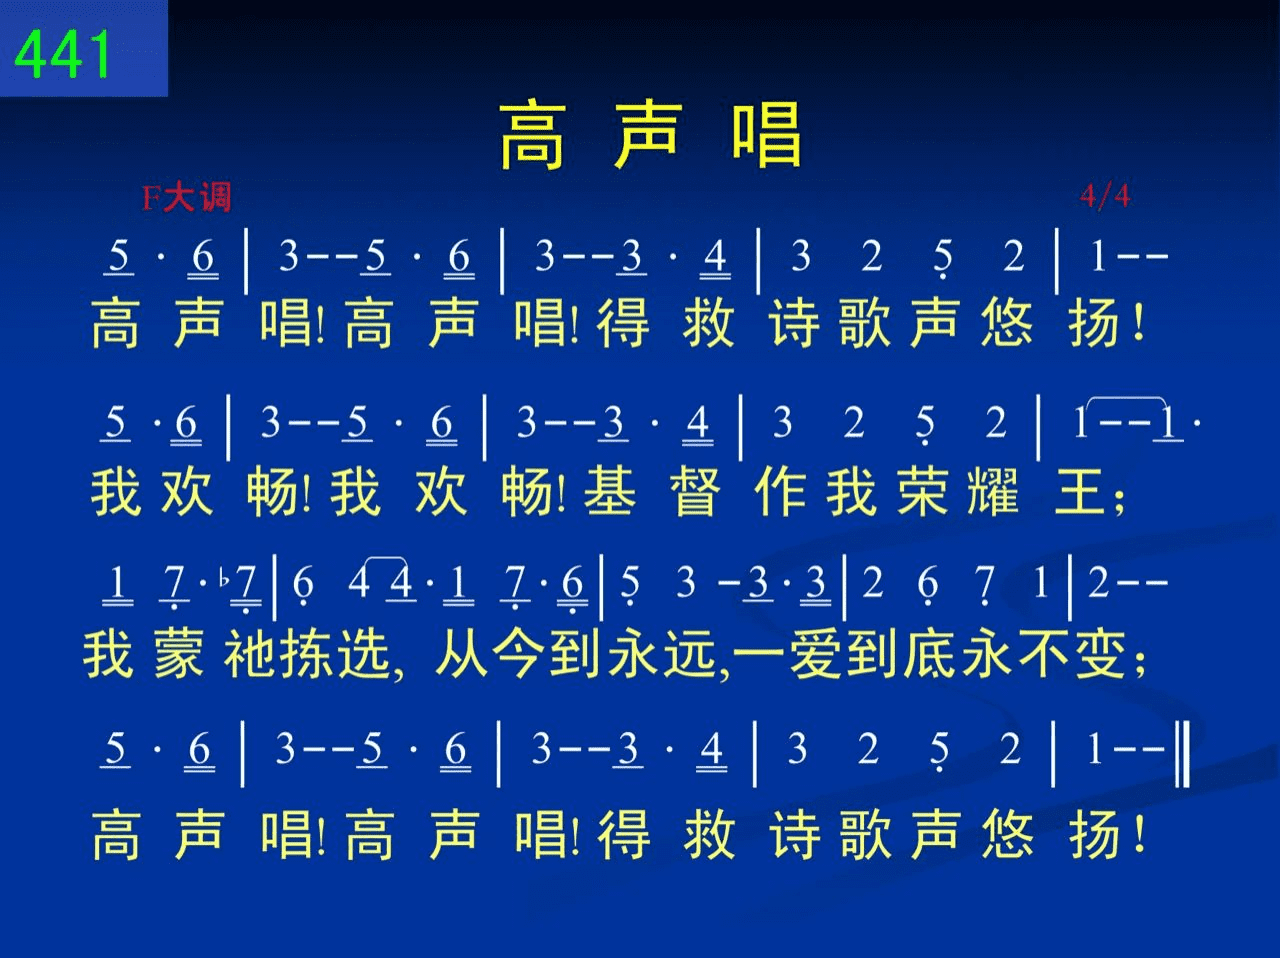 441
高声唱
F大调 4/4
5 · 6 | 3--5 · 6 | 3--3 · 4 | 3 2 5̣ 2 | 1--
高声唱!高声唱!得救诗歌声悠扬!
5 · 6 | 3--5 · 6 | 3--3 · 4 | 3 2 5̣ 2 | 1--1·
我欢畅!我欢畅!基督作我荣耀王;
1 7̣ · ♭7̣ | 6̣ 4 4 · 1 7̣ · 6̣ | 5̣ 3 -3 · 3 | 2 6̣ 7̣ 1 | 2--
我蒙祂拣选,从今到永远,一爱到底永不变;
5 · 6 | 3--5 · 6 | 3--3 · 4 | 3 2 5̣ 2 | 1--‖
高声唱!高声唱!得救诗歌声悠扬!